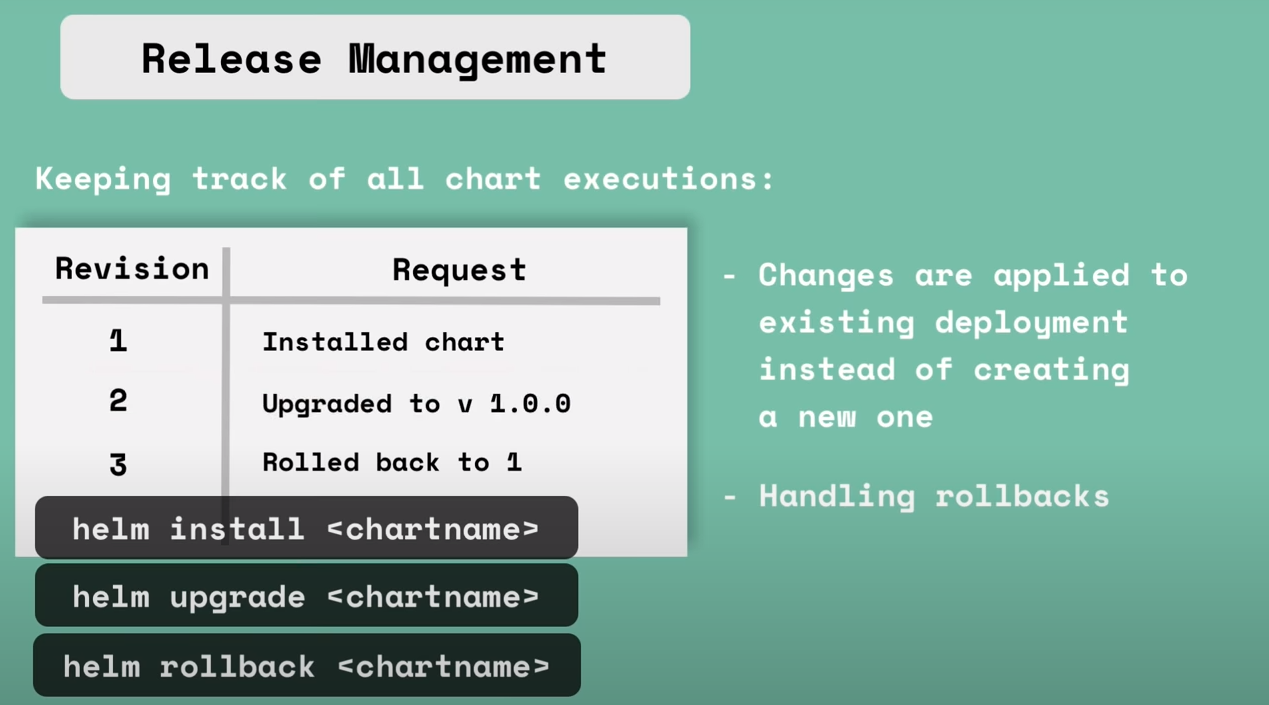 Release Management
Keeping track of all chart executions:
Revision Request
1 Installed chart
2 Upgraded to v 1.0.0
3 Rolled back to 1
helm install <chartname>
helm upgrade <chartname>
helm rollback <chartname>
- Changes are applied to
existing deployment
instead of creating
a new one
- Handling rollbacks